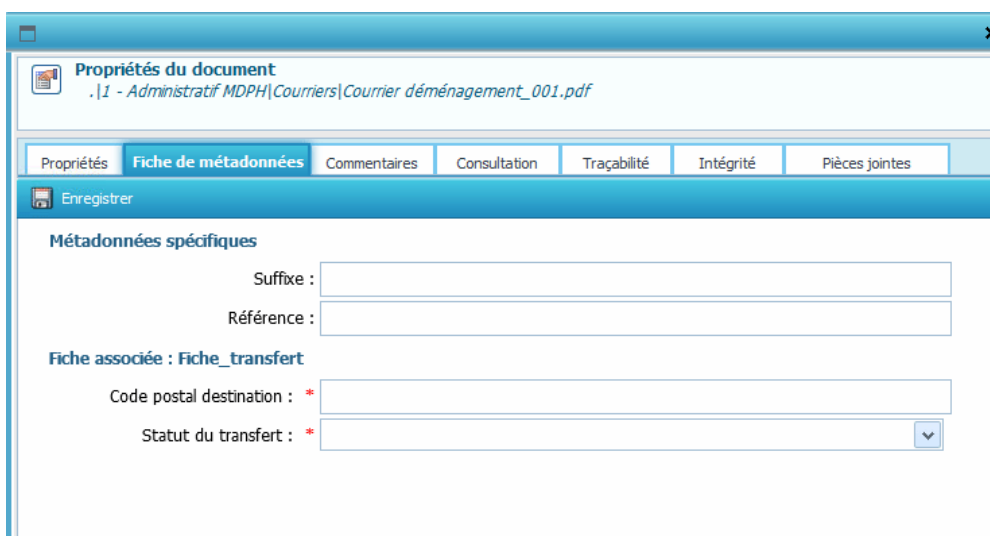 Propriétés du document
.|1 - Administratif MDPH|Courriers|Courrier déménagement_001.pdf
Propriétés Fiche de métadonnées Commentaires Consultation Traçabilité Intégrité Pièces jointes
Enregistrer
Métadonnées spécifiques
Suffixe :
Référence :
Fiche associée : Fiche_transfert
Code postal destination : *
Statut du transfert : *